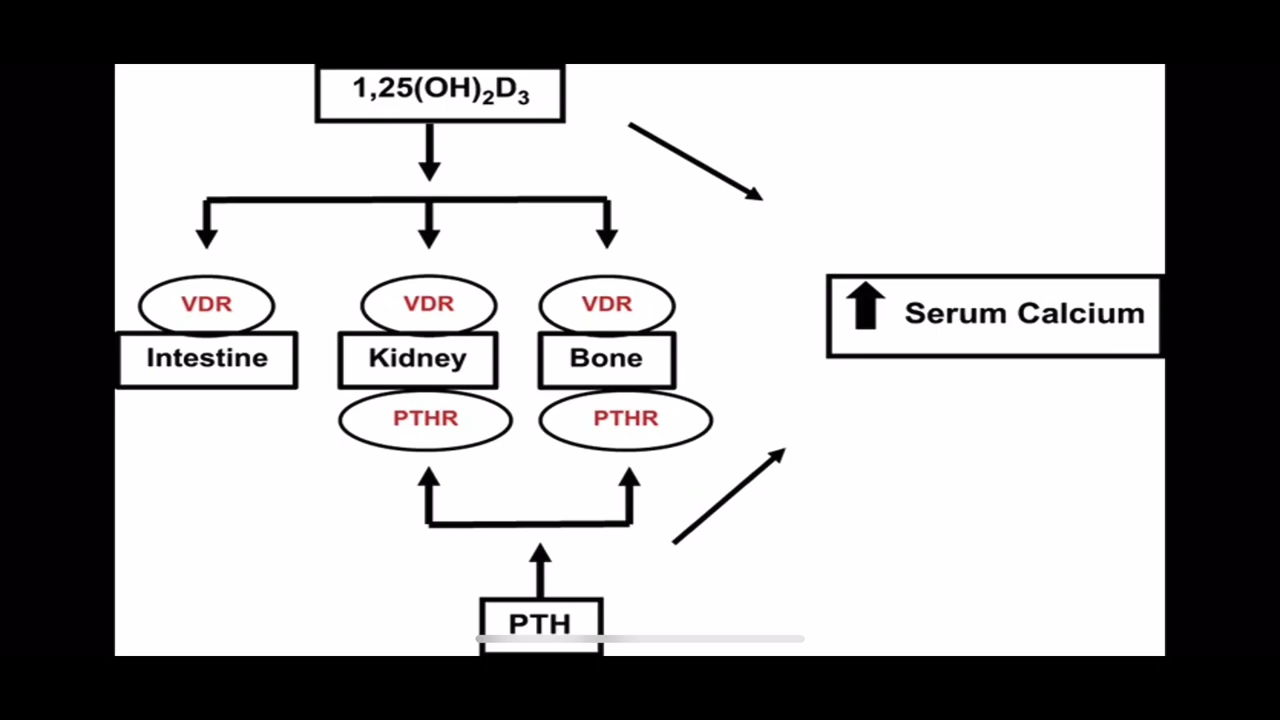 1,25(OH)₂D₃
VDR VDR VDR
Serum Calcium
Intestine Kidney Bone
PTHR PTHR
PTH